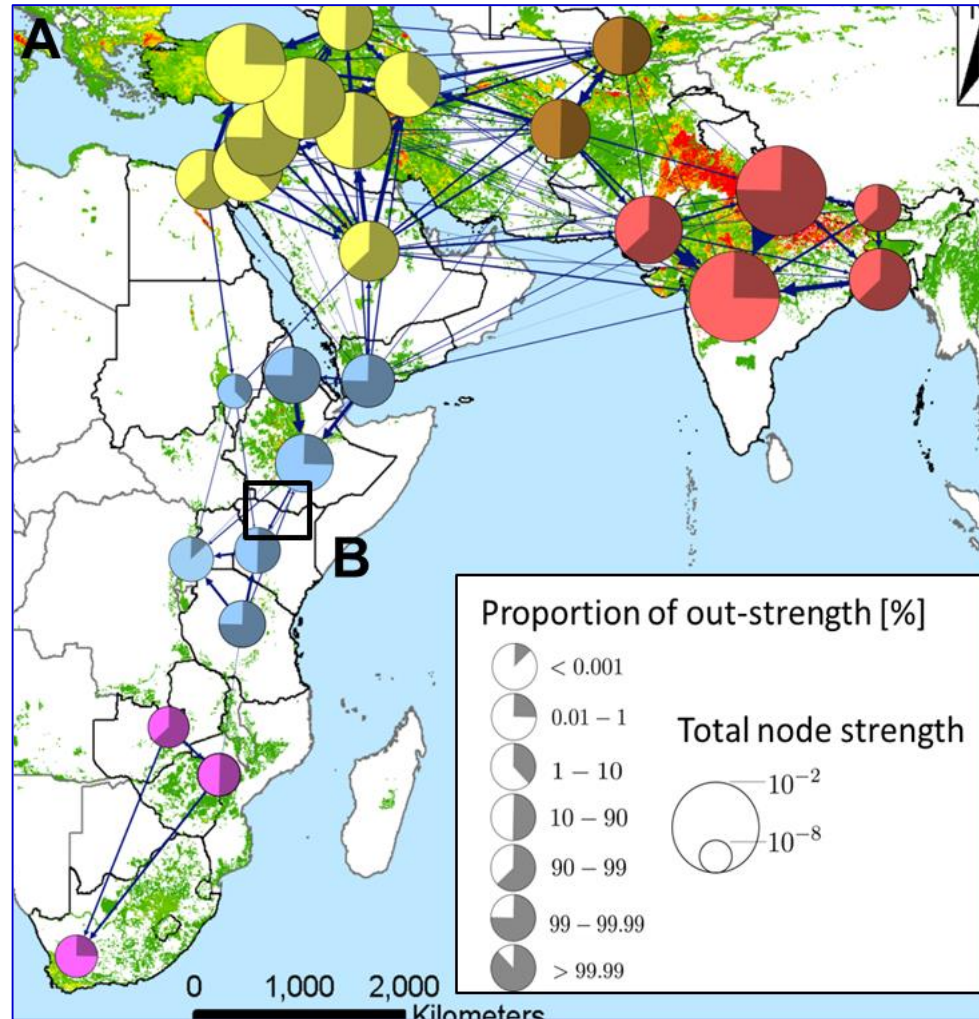 A
B
Proportion of out-strength [%]
< 0.001
0.01 − 1
1 − 10
10 − 90
90 − 99
99 − 99.99
> 99.99
Total node strength
10⁻²
10⁻⁸
0 1,000 2,000
Kilometers